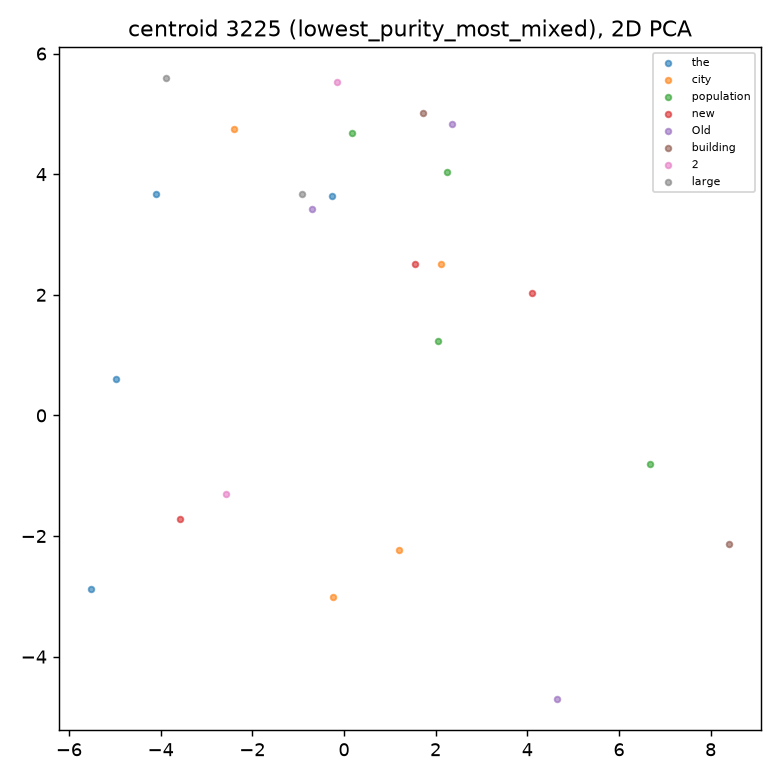 centroid 3225 (lowest_purity_most_mixed), 2D PCA
the
city
population
new
Old
building
2
large
6
4
2
0
−2
−4
−6 −4 −2 0 2 4 6 8